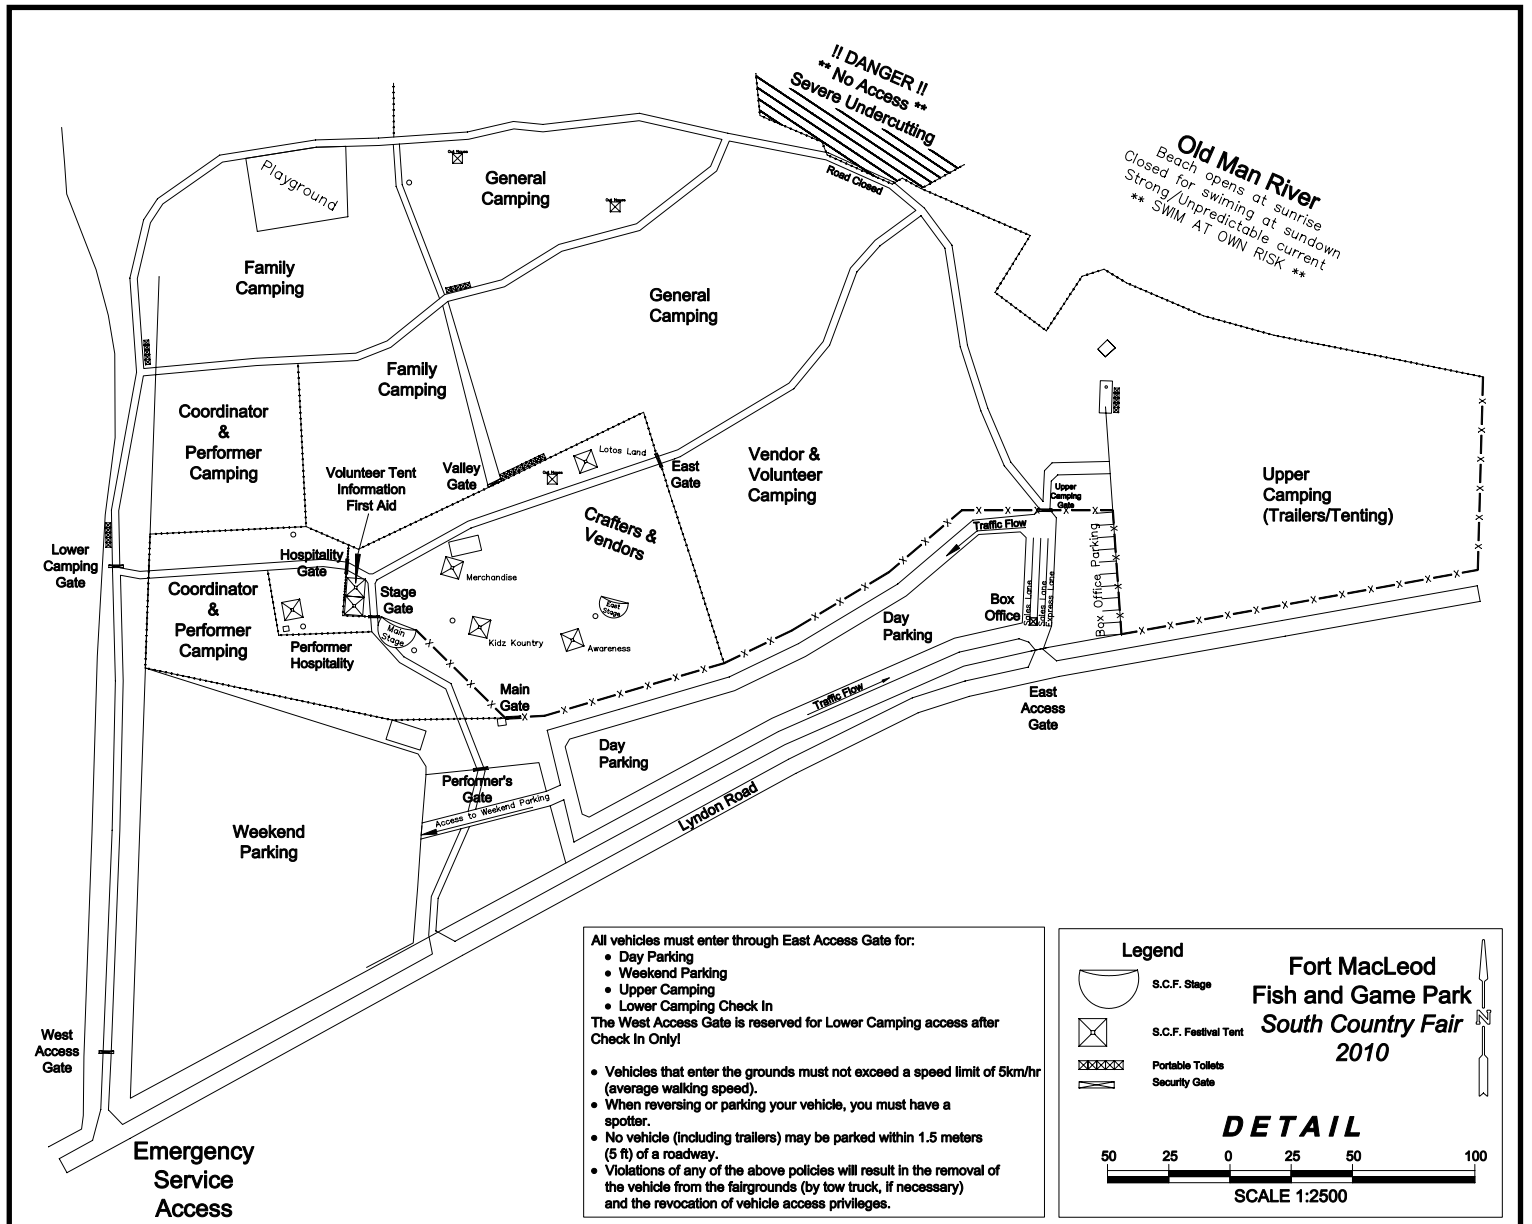 !! DANGER !!
** No Access **
Severe Undercutting
Old Man River
Beach opens at sunrise
Closed for swiming at sundown
Strong/Unpredictable current
** SWIM AT OWN RISK **
Road Closed
Playground
Out House
General
Camping
Out House
Family
Camping
General
Camping
Family
Camping
Coordinator
&
Performer
Camping
Volunteer Tent
Information
First Aid
Valley
Gate
Out House
Lotos Land
East
Gate
Vendor &
Volunteer
Camping
Upper
Camping
Gate
Upper
Camping
(Trailers/Tenting)
Crafters &
Vendors
Traffic Flow
Lower
Camping
Gate
Hospitality
Gate
Merchandise
Coordinator
&
Performer
Camping
Stage
Gate
East
Stage
Main
Stage
Kidz Kountry
Awareness
Performer
Hospitality
Day
Parking
Box
Office
Sales Lane
Sales Lane
Express Lane
Box Office Parking
Main
Gate
Traffic Flow
East
Access
Gate
Day
Parking
Performer's
Gate
Access to Weekend Parking
Lyndon Road
Weekend
Parking
West
Access
Gate
Emergency
Service
Access
All vehicles must enter through East Access Gate for:
• Day Parking
• Weekend Parking
• Upper Camping
• Lower Camping Check In
The West Access Gate is reserved for Lower Camping access after
Check In Only!
• Vehicles that enter the grounds must not exceed a speed limit of 5km/hr
(average walking speed).
• When reversing or parking your vehicle, you must have a
spotter.
• No vehicle (including trailers) may be parked within 1.5 meters
(5 ft) of a roadway.
• Violations of any of the above policies will result in the removal of
the vehicle from the fairgrounds (by tow truck, if necessary)
and the revocation of vehicle access privileges.
Legend
S.C.F. Stage
S.C.F. Festival Tent
Portable Toilets
Security Gate
Fort MacLeod
Fish and Game Park
South Country Fair
2010
N
DETAIL
50 25 0 25 50 100
SCALE 1:2500